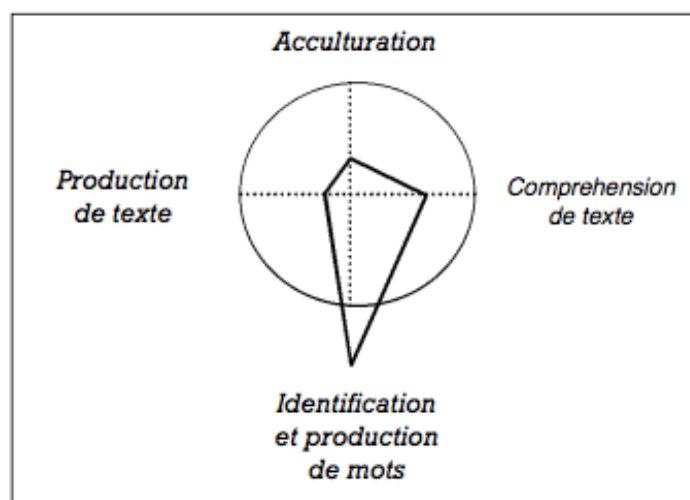 Acculturation
Production
de texte
Comprehension
de texte
Identification
et production
de mots